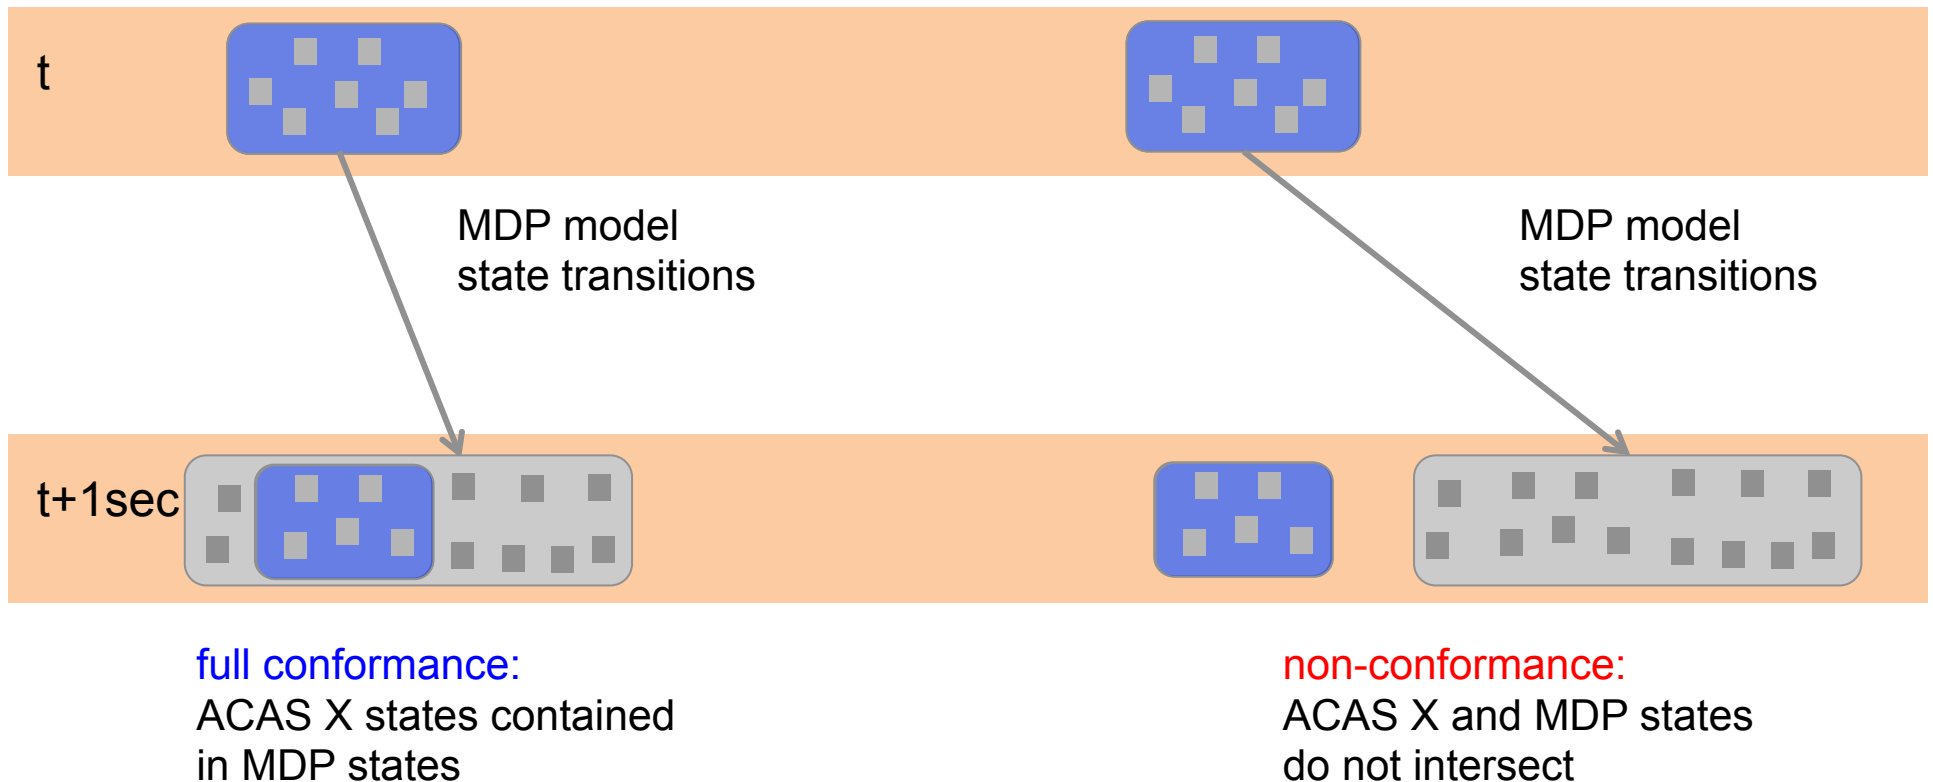 t
MDP model
state transitions
MDP model
state transitions
t+1sec
full conformance:
ACAS X states contained
in MDP states
non-conformance:
ACAS X and MDP states
do not intersect